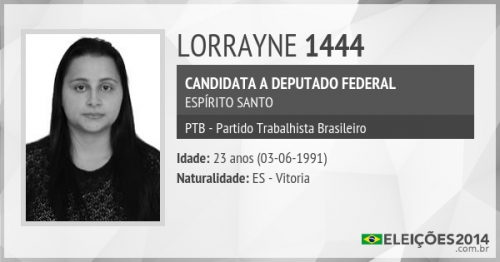 LORRAYNE 1444
CANDIDATA A DEPUTADO FEDERAL
ESPÍRITO SANTO
PTB - Partido Trabalhista Brasileiro
Idade: 23 anos (03-06-1991)
Naturalidade: ES - Vitoria
ELEIÇÕES2014
.com.br